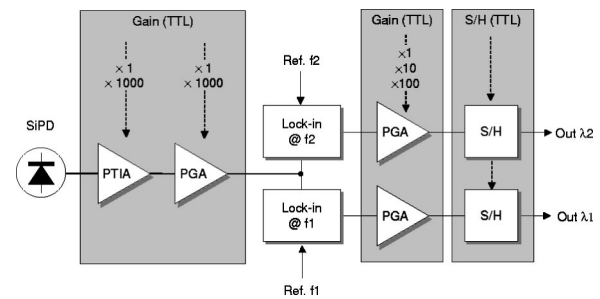 Gain (TTL)
× 1
× 1000
× 1
× 1000
Ref. f2
Gain (TTL)
×1
×10
×100
S/H (TTL)
SiPD
PTIA
PGA
Lock-in
@ f2
PGA
S/H
Out λ2
Lock-in
@ f1
PGA
S/H
Out λ1
Ref. f1